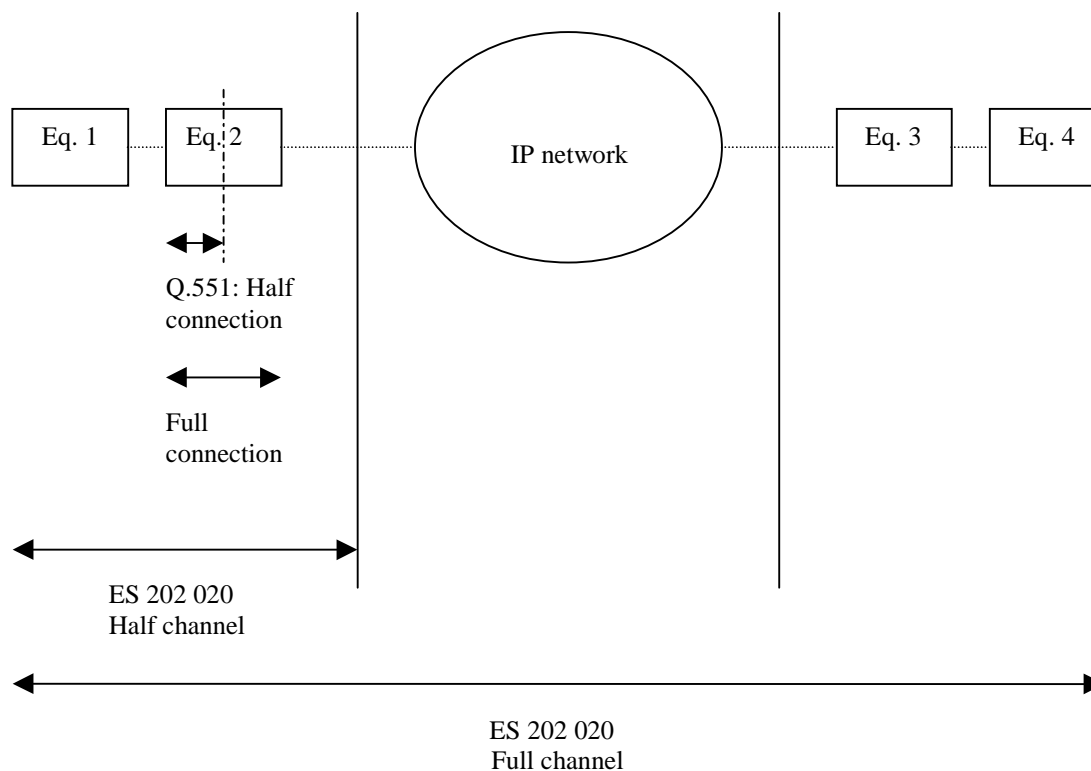 Eq. 1
Eq. 2
IP network
Eq. 3
Eq. 4
Q.551: Half
connection
Full
connection
ES 202 020
Half channel
ES 202 020
Full channel